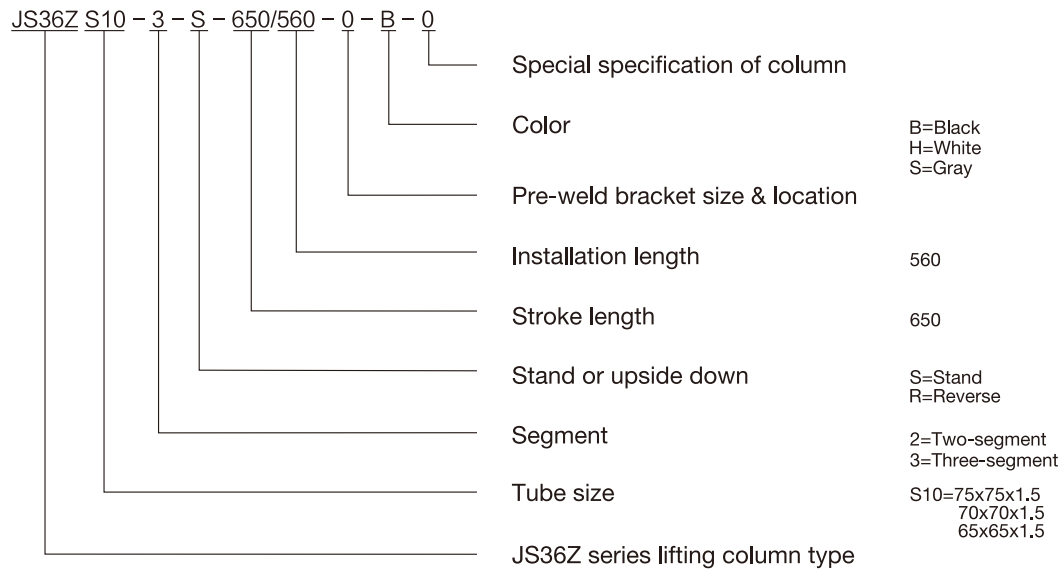 JS36Z S10 - 3 - S - 650/560 - 0 - B - 0
Special specification of column
Color
B=Black
H=White
S=Gray
Pre-weld bracket size & location
Installation length
560
Stroke length
650
Stand or upside down
S=Stand
R=Reverse
Segment
2=Two-segment
3=Three-segment
Tube size
S10=75x75x1.5
70x70x1.5
65x65x1.5
JS36Z series lifting column type